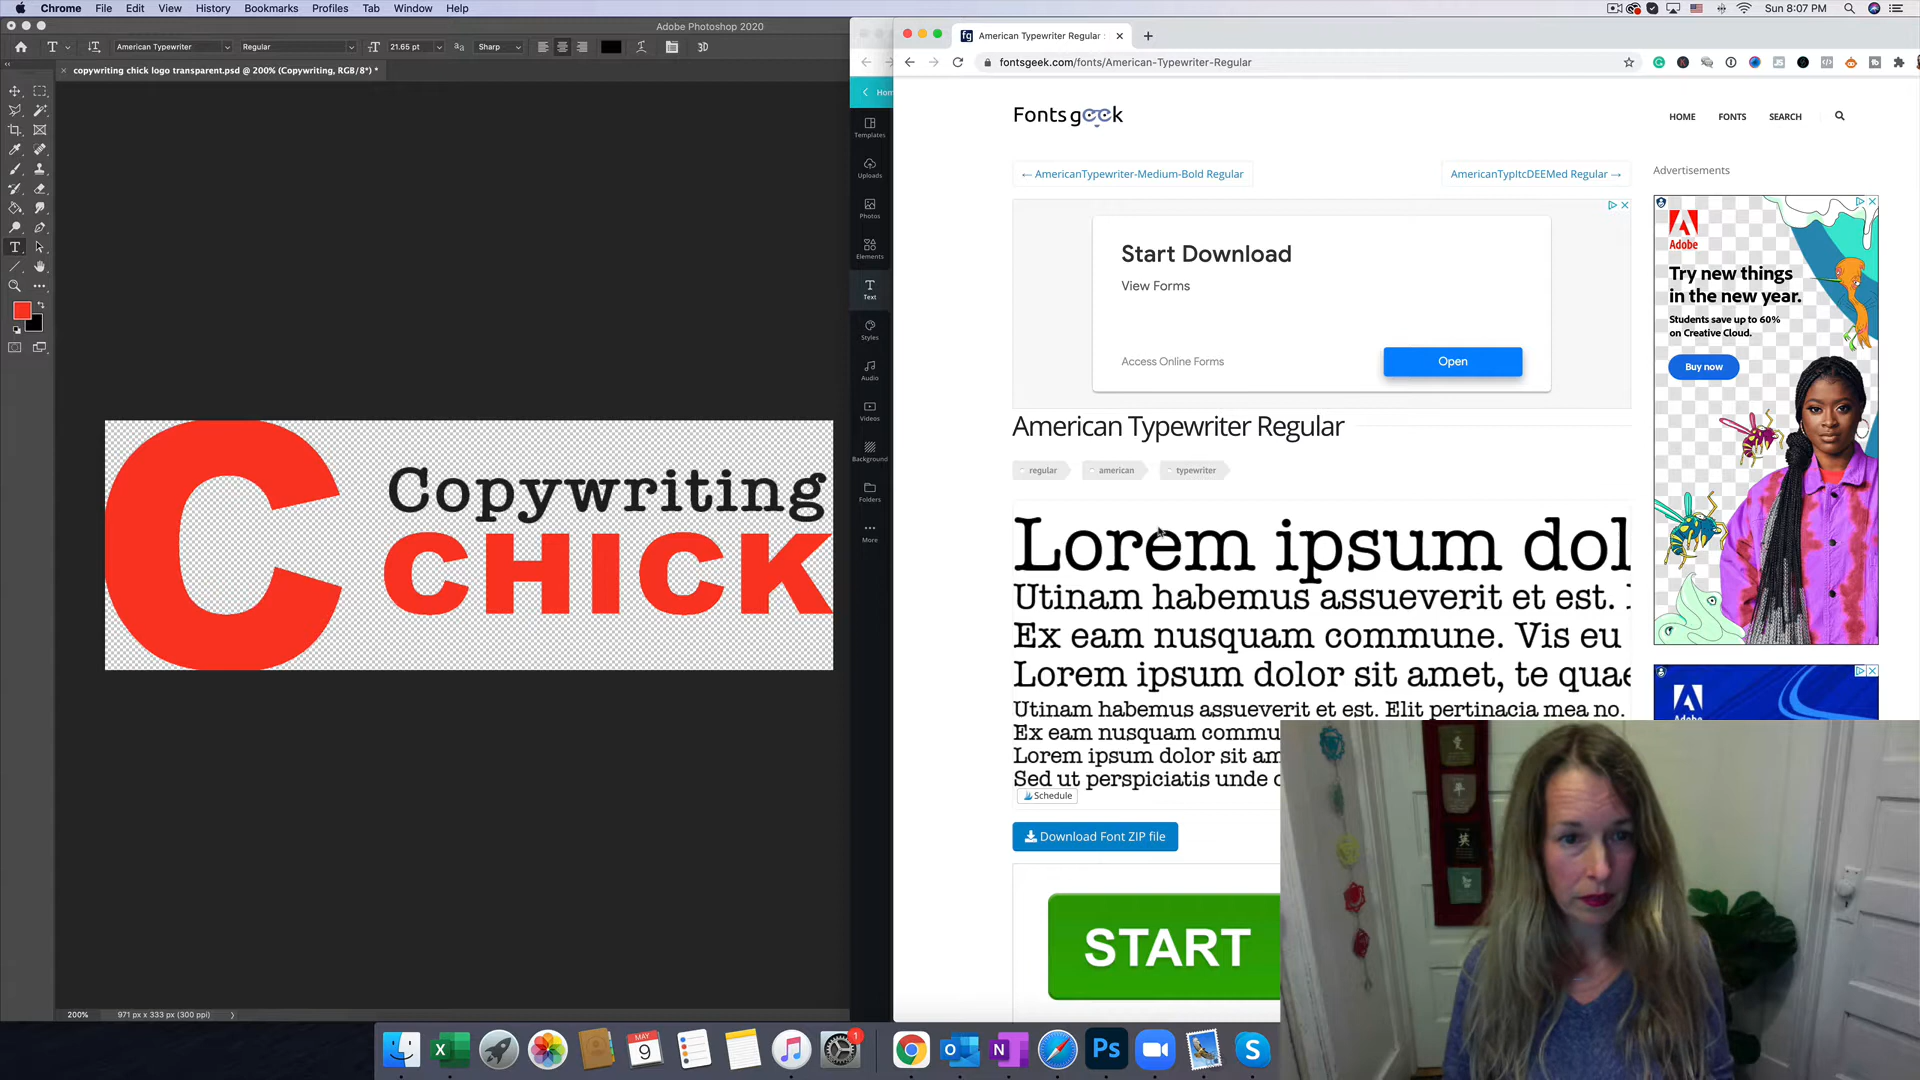 Chrome File Edit View History Bookmarks Profiles Tab Window Help
Sun 8:07 PM
Adobe Photoshop 2020
American Typewriter Regular 21.65 pt Sharp 3D
copywriting chick logo transparent.psd @ 200% (Copywriting, RGB/8*) *
C
Copywriting
CHICK
200% 971 px x 333 px (300 ppi)
Hom
Templates
Uploads
Photos
Elements
Text
Styles
Audio
Videos
Background
Folders
More
fg American Typewriter Regular
fontsgeek.com/fonts/American-Typewriter-Regular
Fonts geek
HOME FONTS SEARCH
← AmericanTypewriter-Medium-Bold Regular
AmericanTypItcDEEMed Regular →
Start Download
View Forms
Access Online Forms
Open
American Typewriter Regular
regular american typewriter
Lorem ipsum dol
Utinam habemus assueverit et est.
Ex eam nusquam commune. Vis eu
Lorem ipsum dolor sit amet, te quae
Utinam habemus assueverit et est. Elit pertinacia mea no.
Ex eam nusquam commu
Lorem ipsum dolor sit am
Sed ut perspiciatis unde
Schedule
Download Font ZIP file
START
Advertisements
Adobe
Try new things
in the new year.
Students save up to 60%
on Creative Cloud.
Buy now
MAY
9
1
Ps